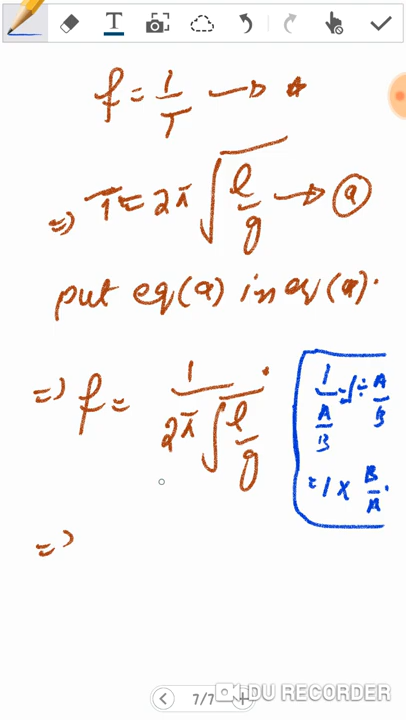 f = 1/T → *
⇒ T = 2π √(l/g) → (a)
put eq(a) in eq(*).
⇒ f = 1/(2π √(l/g))
1/(A/B) = 1 ÷ A/B
= 1 × B/A.
⇒
T
7/7
DU RECORDER